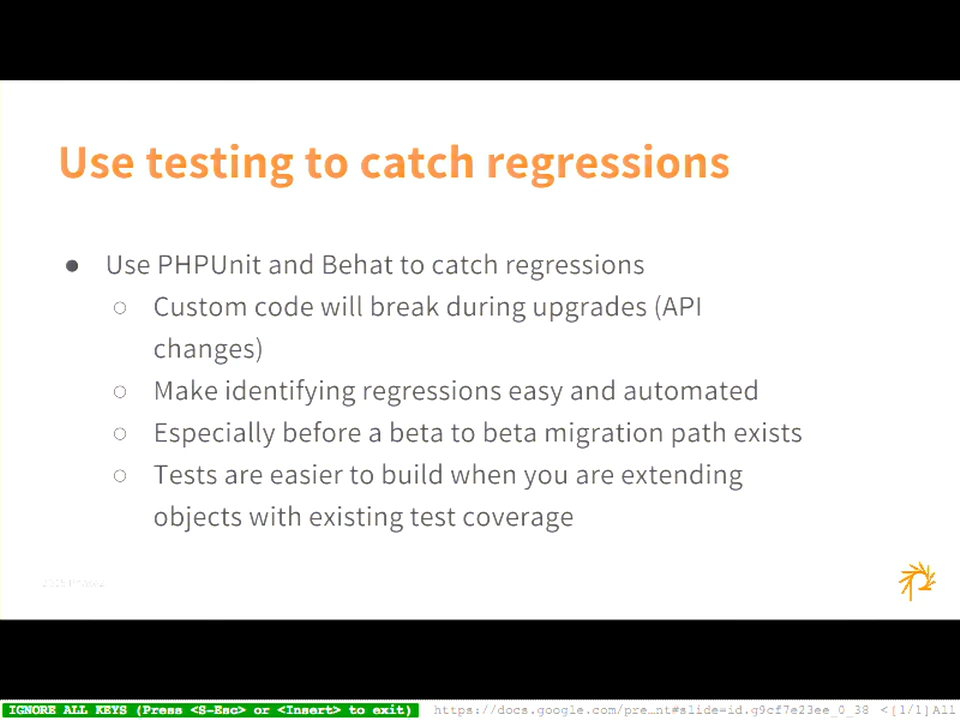 Use testing to catch regressions
● Use PHPUnit and Behat to catch regressions
○ Custom code will break during upgrades (API
changes)
○ Make identifying regressions easy and automated
○ Especially before a beta to beta migration path exists
○ Tests are easier to build when you are extending
objects with existing test coverage
IGNORE ALL KEYS (Press <S-Esc> or <Insert> to exit) https://docs.google.com/pre…nt#slide=id.g9cf7e23ee_0_38 <{1/1]All